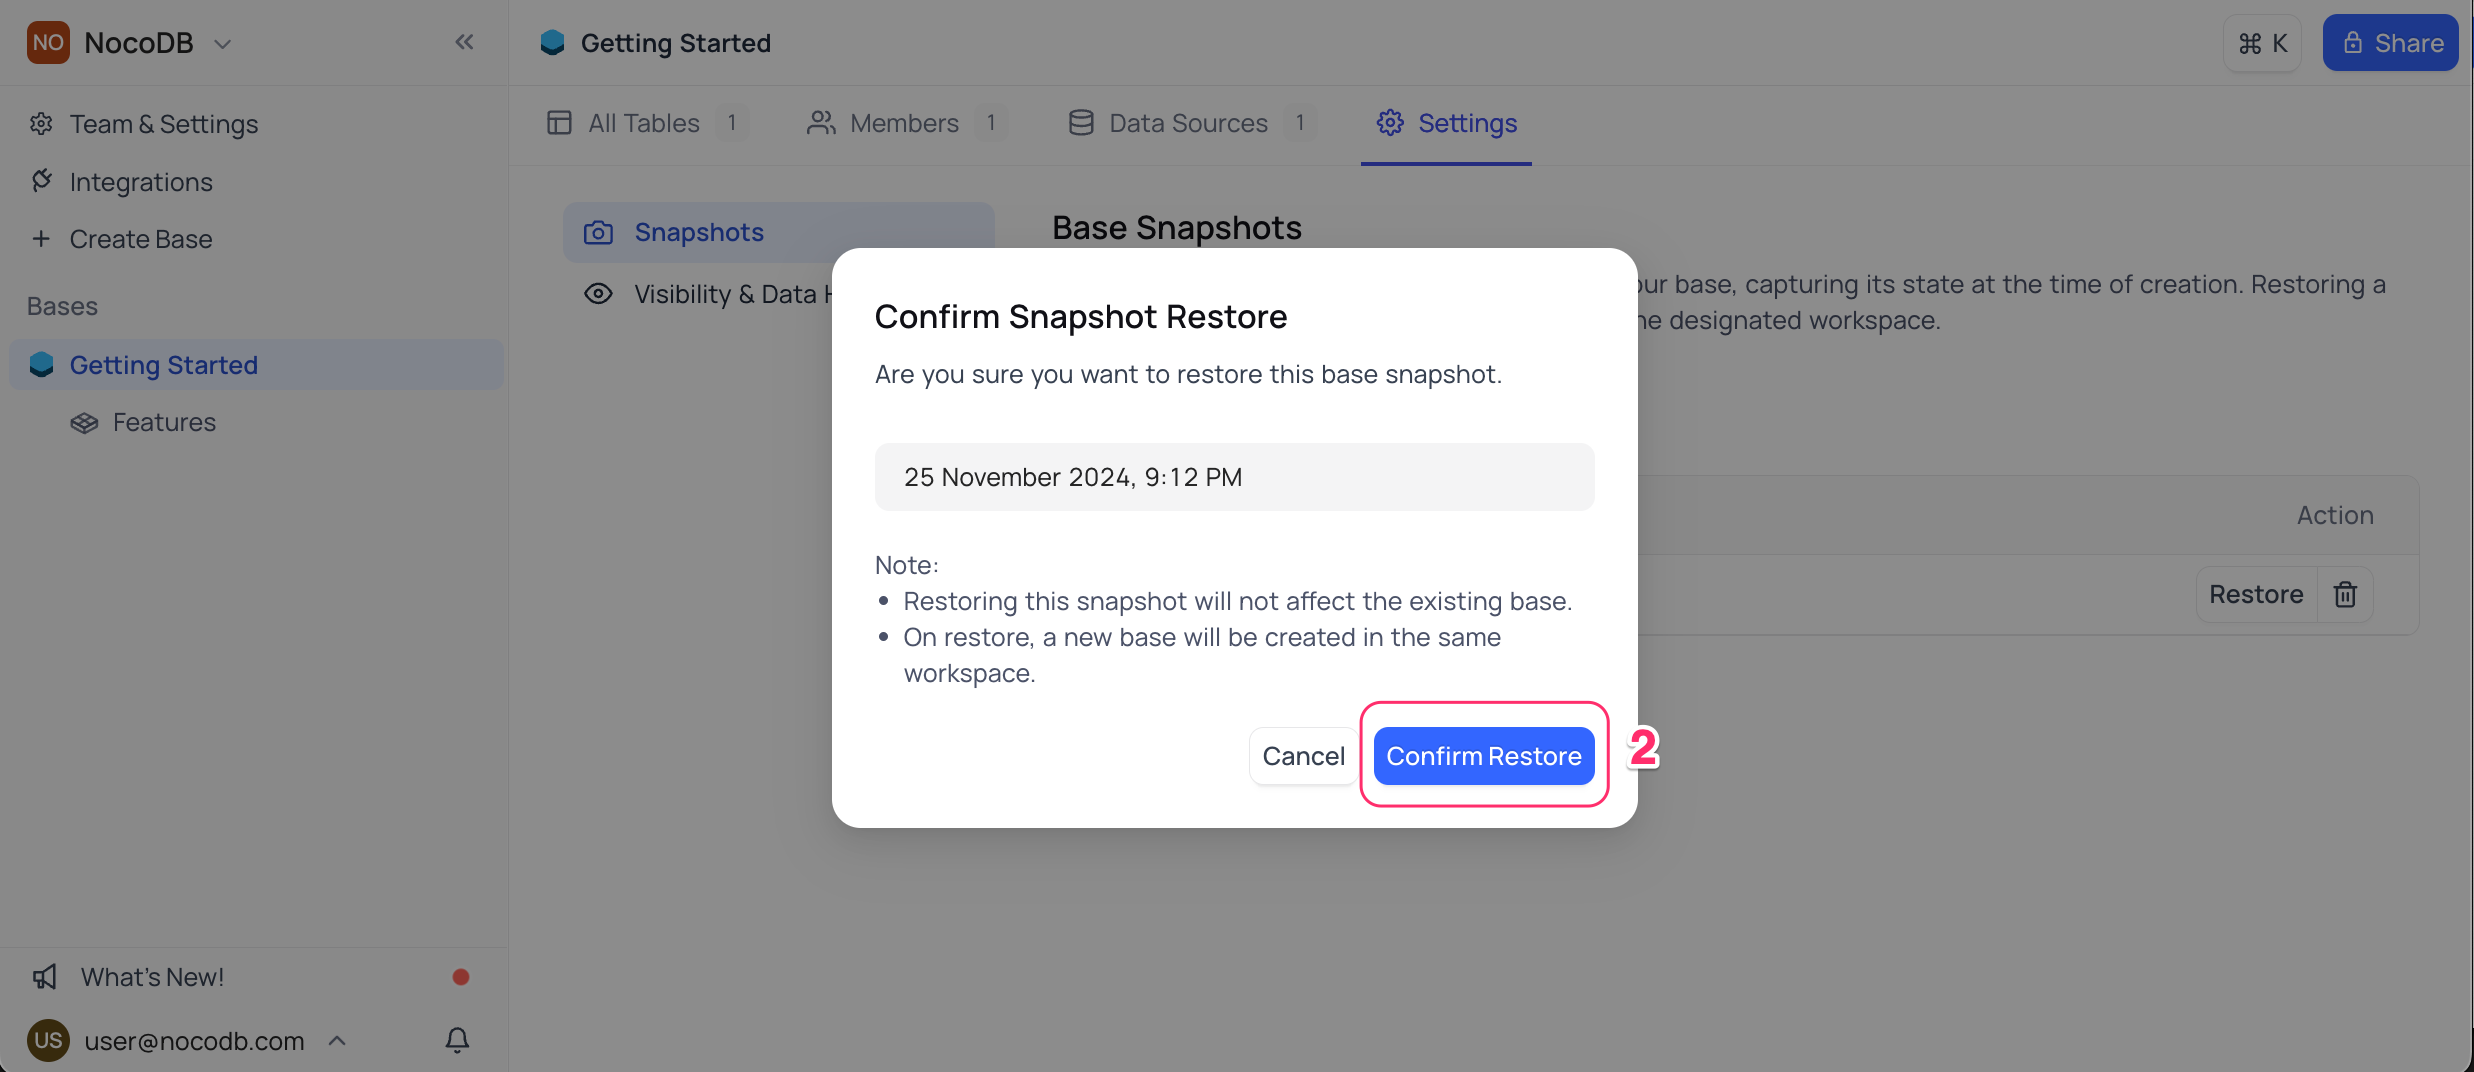 NO NocoDB
Getting Started
⌘ K
Share
Team & Settings
Integrations
Create Base
Bases
Getting Started
Features
All Tables 1
Members 1
Data Sources 1
Settings
Snapshots
Visibility & Data
Base Snapshots
our base, capturing its state at the time of creation. Restoring a
he designated workspace.
Action
Restore
Confirm Snapshot Restore
Are you sure you want to restore this base snapshot.
25 November 2024, 9:12 PM
Note:
• Restoring this snapshot will not affect the existing base.
• On restore, a new base will be created in the same
workspace.
Cancel
Confirm Restore
2
What's New!
US user@nocodb.com